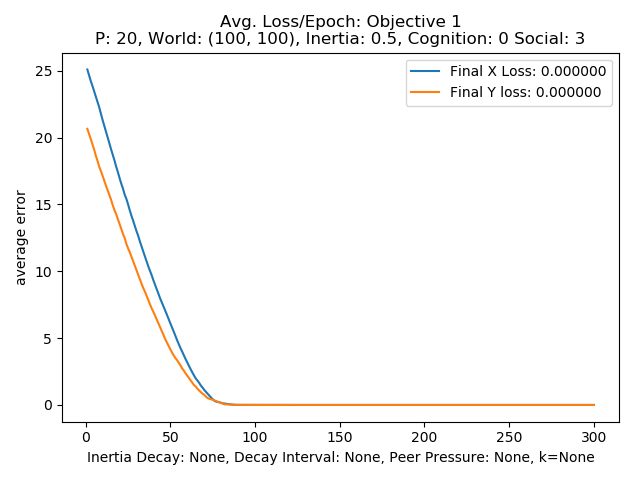 Avg. Loss/Epoch: Objective 1
P: 20, World: (100, 100), Inertia: 0.5, Cognition: 0 Social: 3
Final X Loss: 0.000000
Final Y loss: 0.000000
average error
25
20
15
10
5
0
0 50 100 150 200 250 300
Inertia Decay: None, Decay Interval: None, Peer Pressure: None, k=None